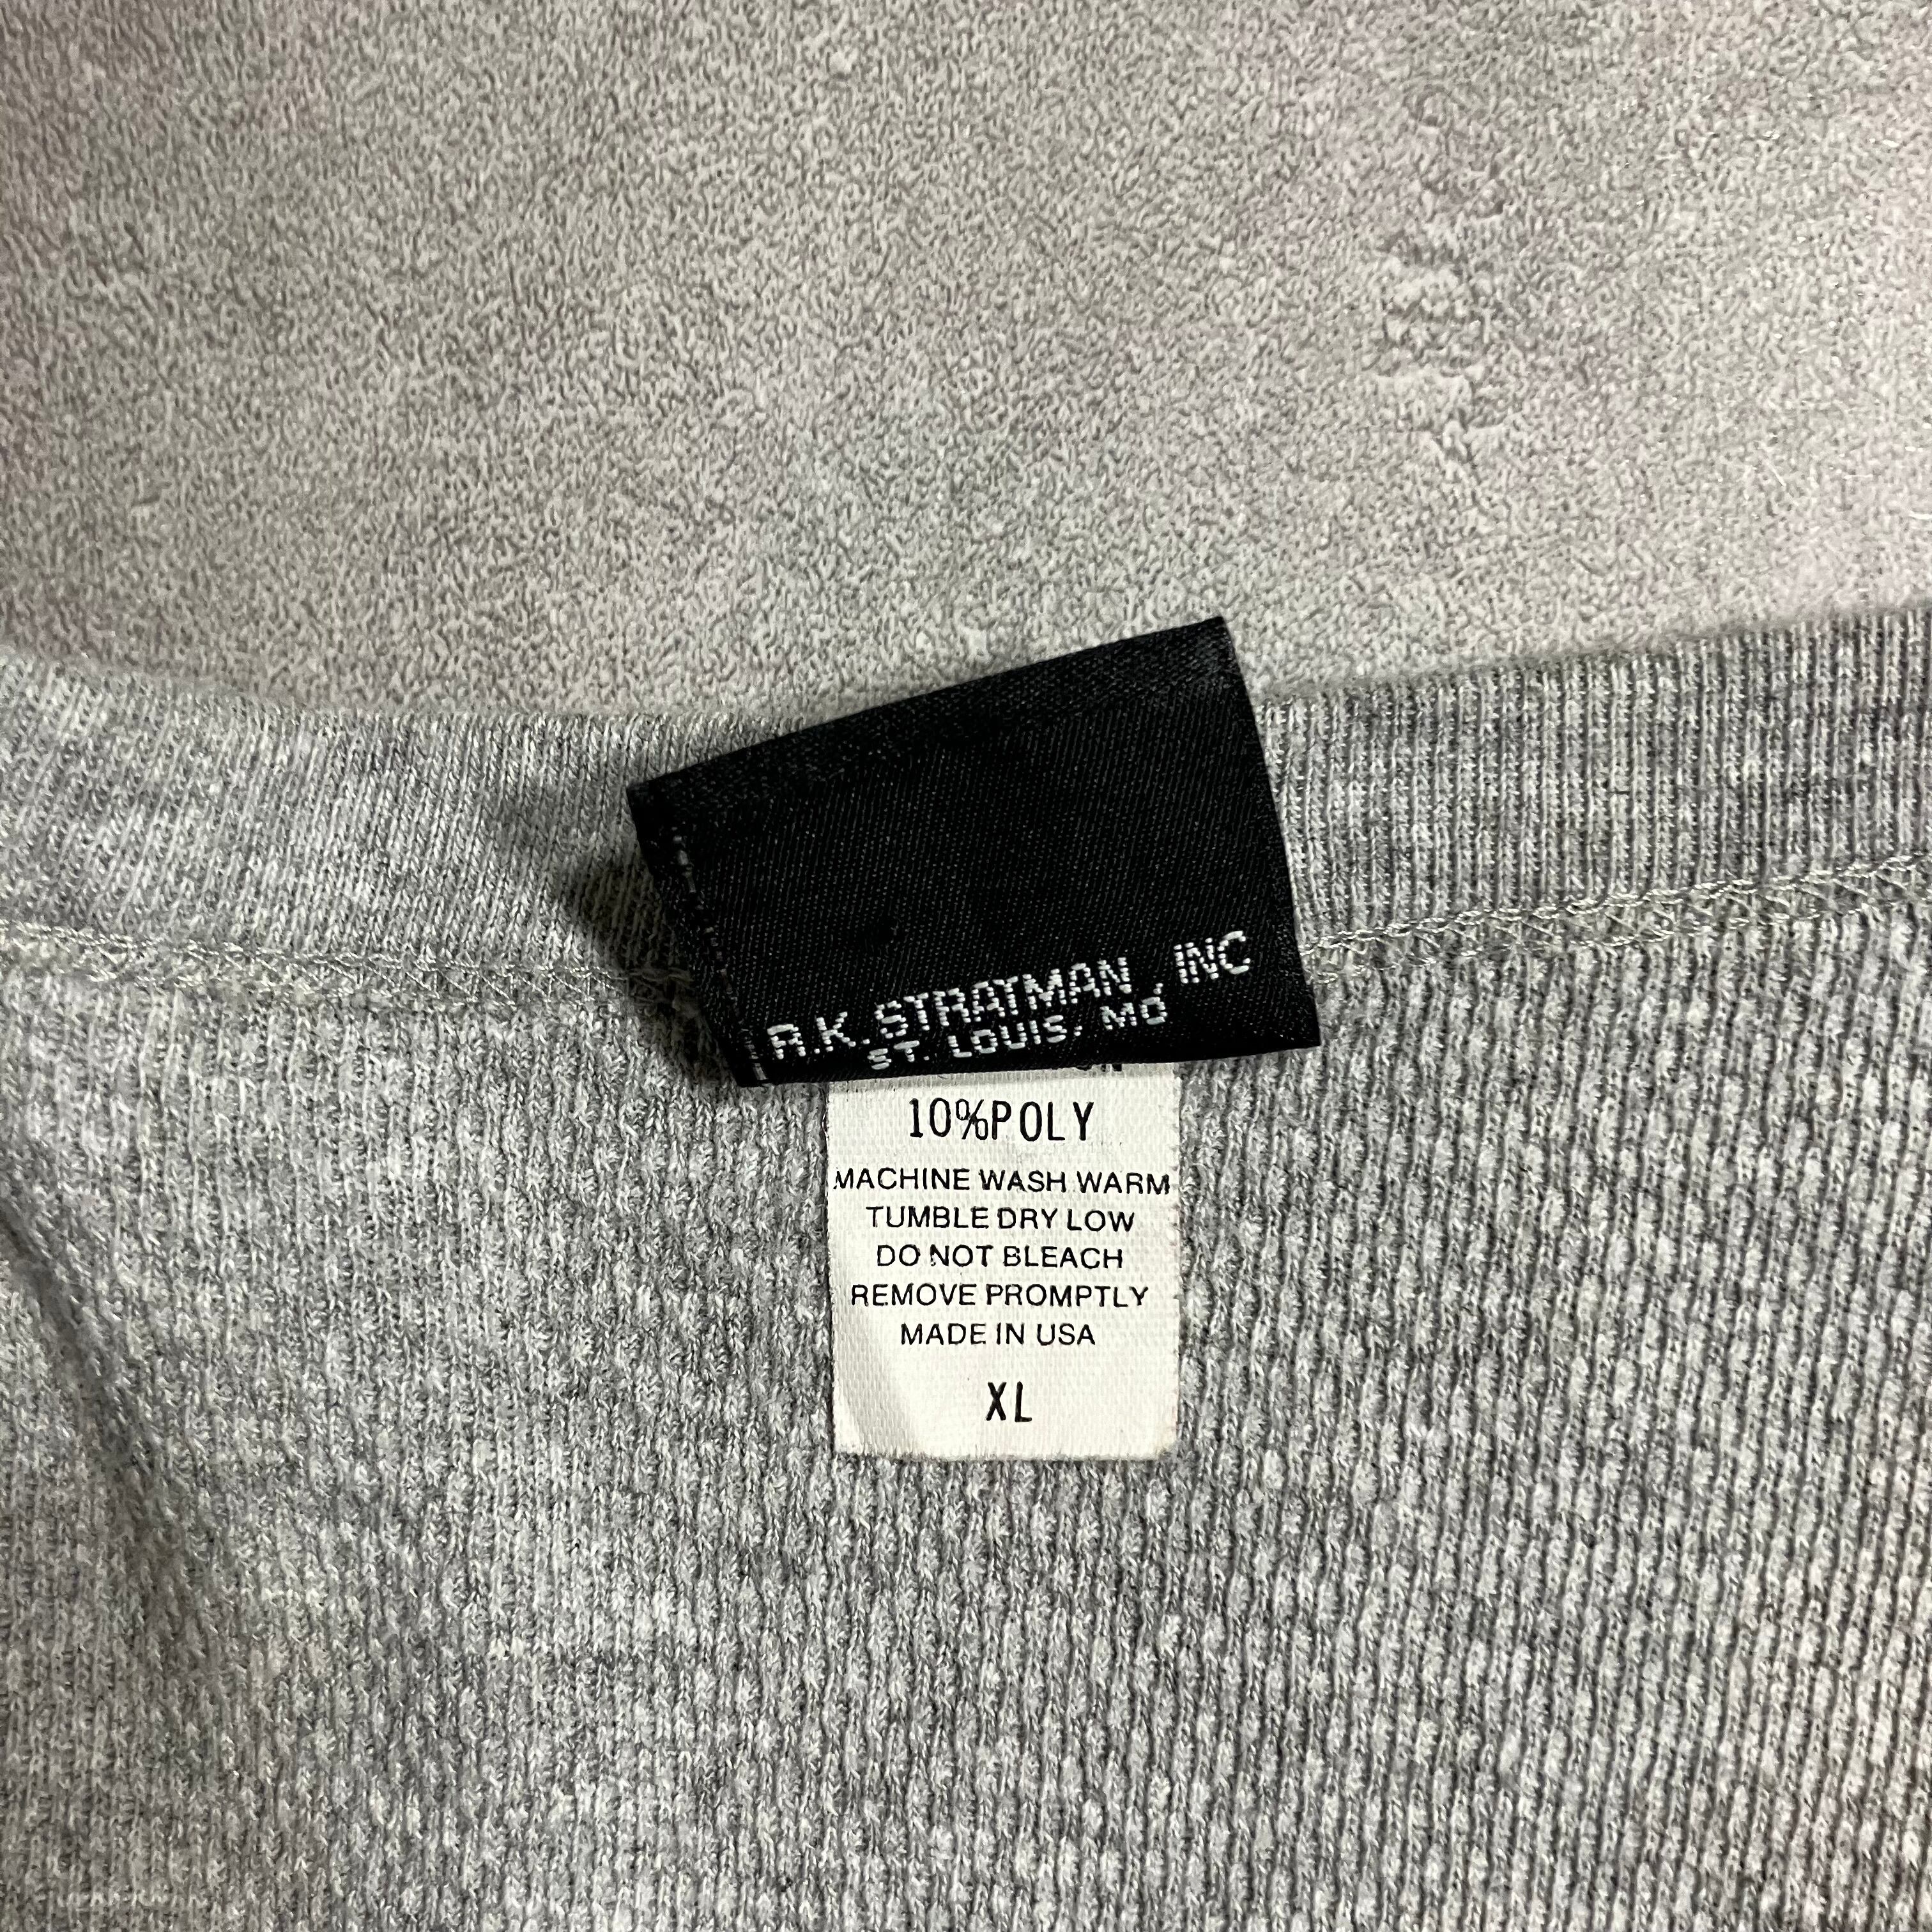 R.K. STRATMAN, INC
ST. LOUIS, MO
10%POLY
MACHINE WASH WARM
TUMBLE DRY LOW
DO NOT BLEACH
REMOVE PROMPTLY
MADE IN USA
XL